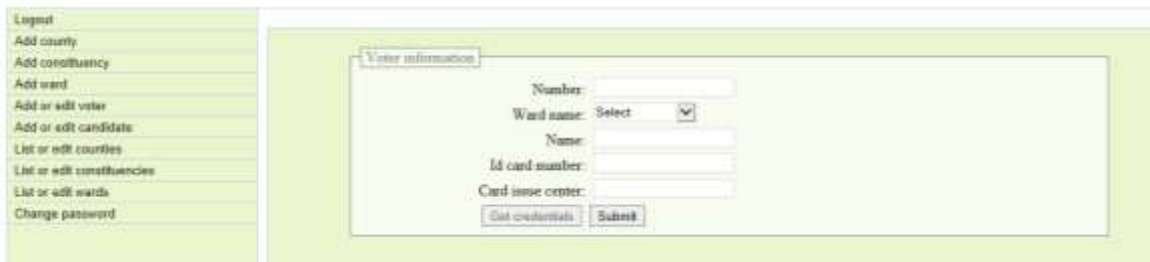 Logout
Add county
Add constituency
Add ward
Add or edit voter
Add or edit candidate
List or edit counties
List or edit constituencies
List or edit wards
Change password
Voter information
Number:
Ward name: Select
Name:
Id card number:
Card issue center:
Get credentials Submit